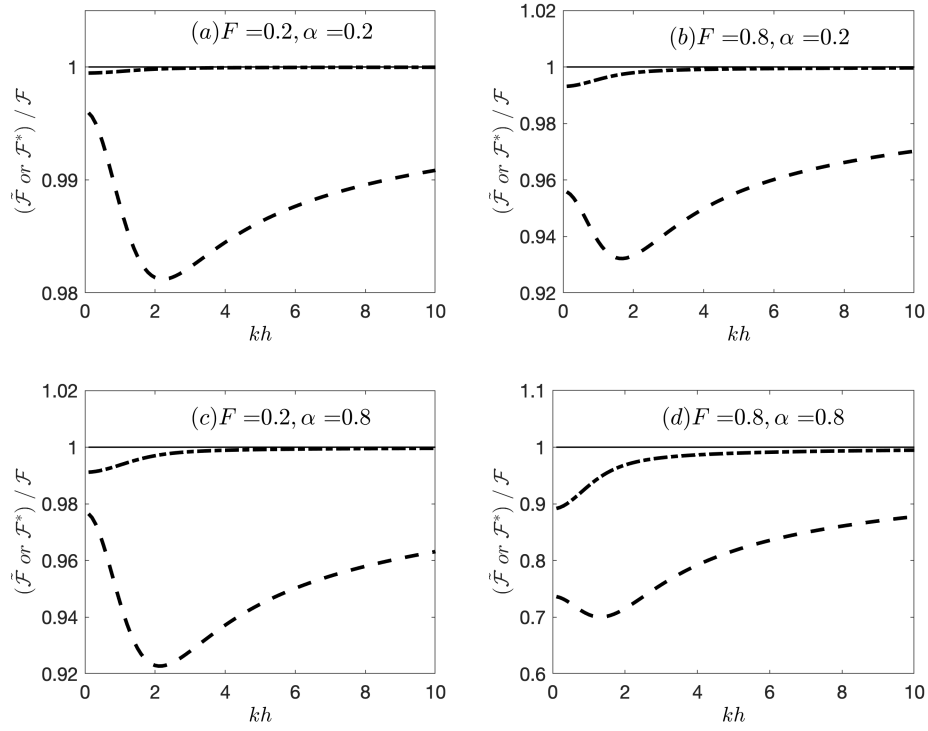 (a)F =0.2, α =0.2
1
0.99
0.98
0 2 4 6 8 10
kh
(ℱ̃ or ℱ*) / ℱ
1.02
(b)F =0.8, α =0.2
1
0.98
0.96
0.94
0.92
0 2 4 6 8 10
kh
(ℱ̃ or ℱ*) / ℱ
1.02
(c)F =0.2, α =0.8
1
0.98
0.96
0.94
0.92
0 2 4 6 8 10
kh
(ℱ̃ or ℱ*) / ℱ
1.1
(d)F =0.8, α =0.8
1
0.9
0.8
0.7
0.6
0 2 4 6 8 10
kh
(ℱ̃ or ℱ*) / ℱ